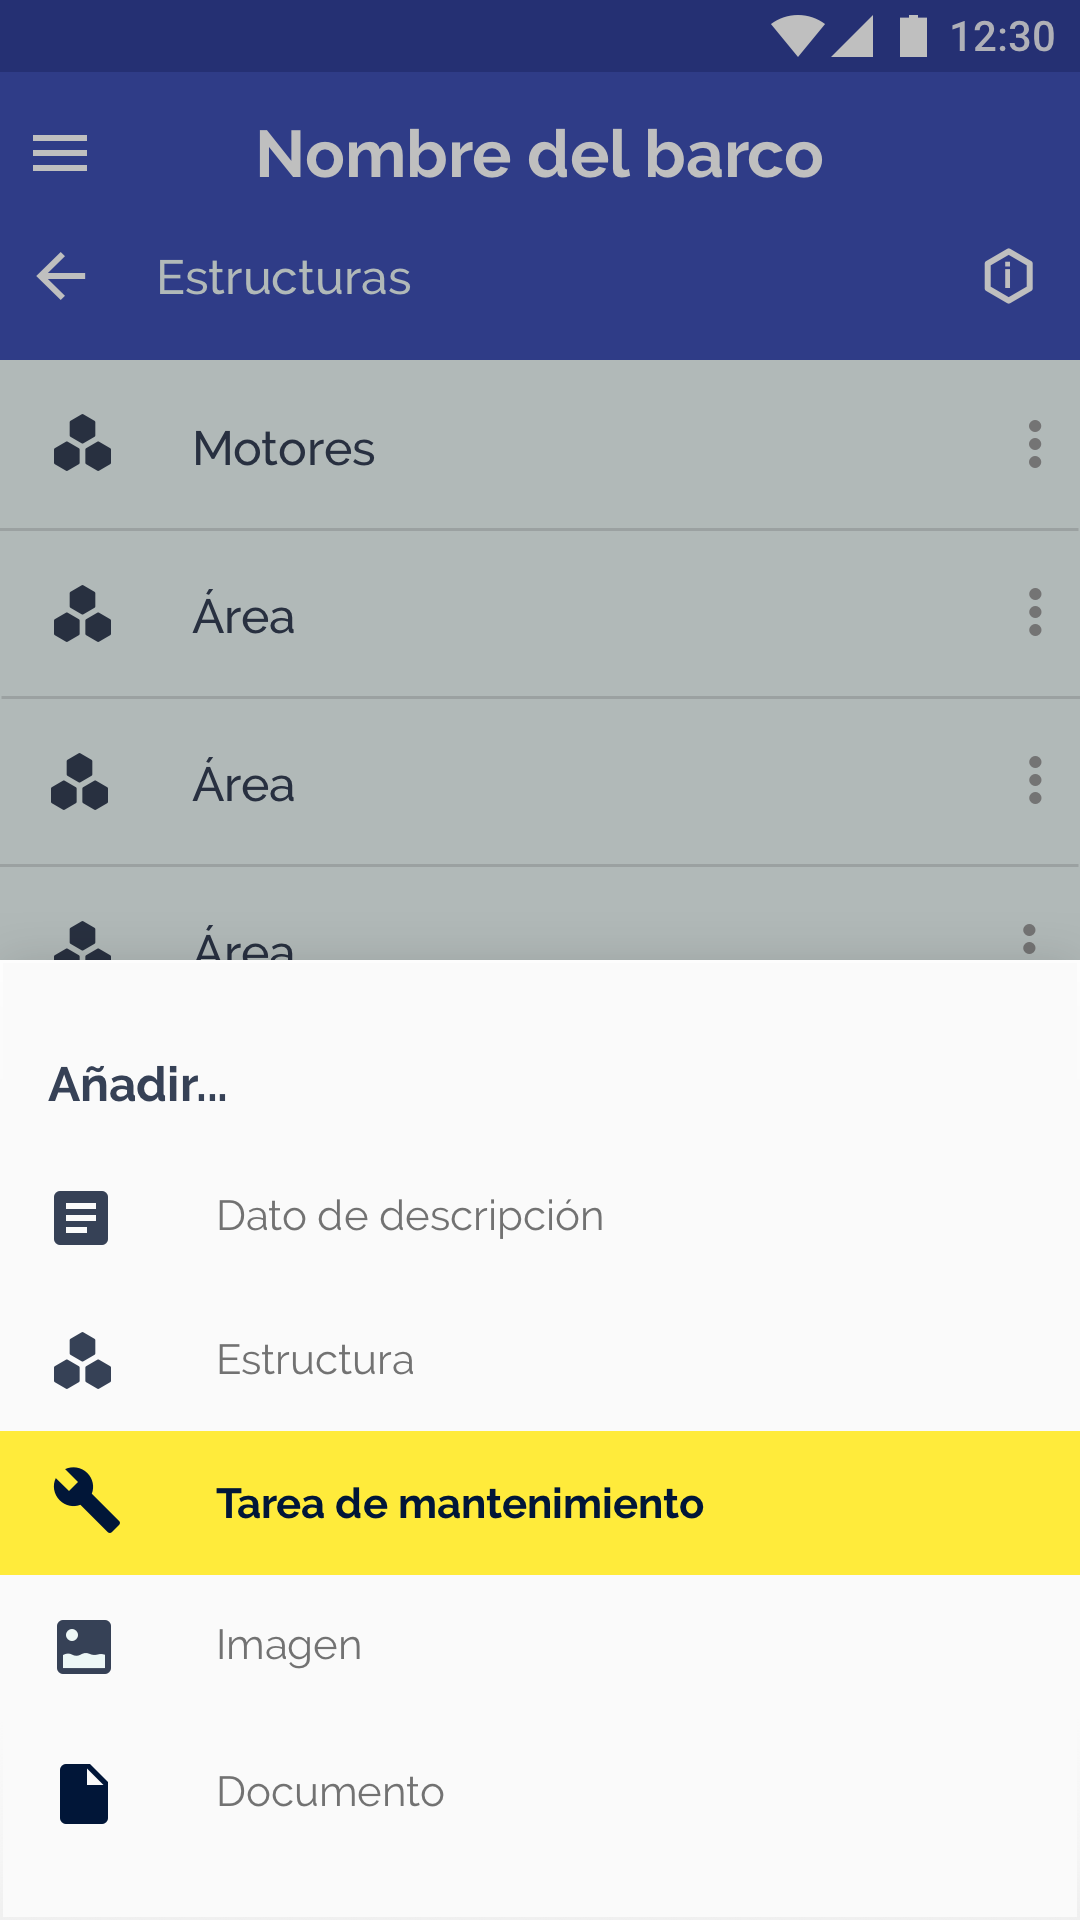 12:30
Nombre del barco
Estructuras
Motores
Área
Área
Área
Añadir...
Dato de descripción
Estructura
Tarea de mantenimiento
Imagen
Documento